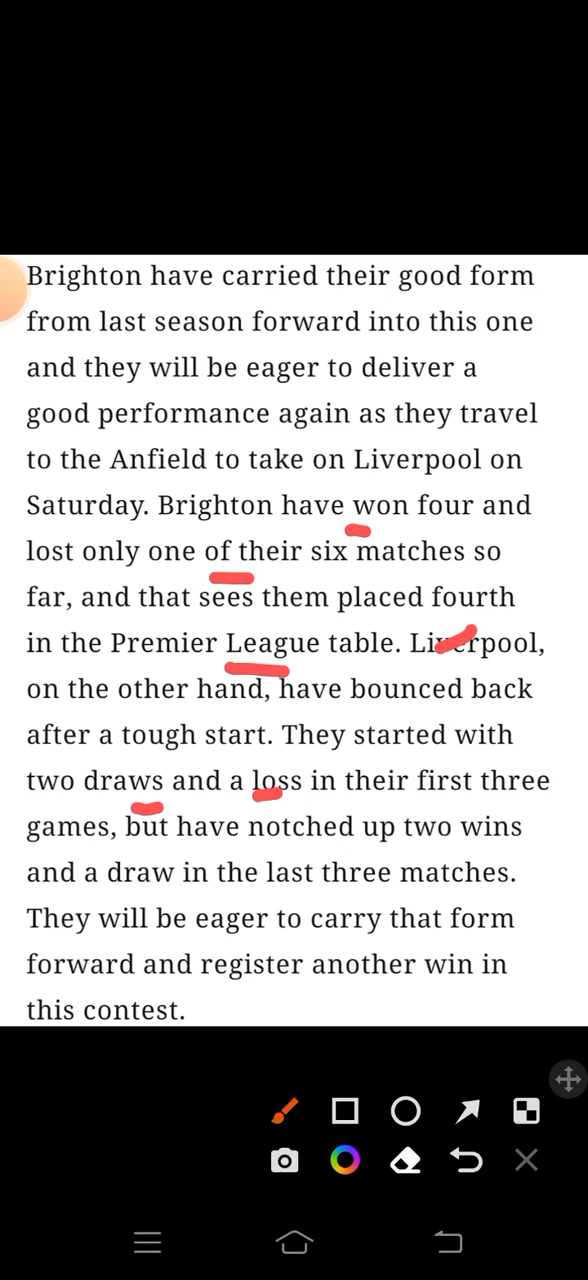 Brighton have carried their good form
from last season forward into this one
and they will be eager to deliver a
good performance again as they travel
to the Anfield to take on Liverpool on
Saturday. Brighton have won four and
lost only one of their six matches so
far, and that sees them placed fourth
in the Premier League table. Liverpool,
on the other hand, have bounced back
after a tough start. They started with
two draws and a loss in their first three
games, but have notched up two wins
and a draw in the last three matches.
They will be eager to carry that form
forward and register another win in
this contest.